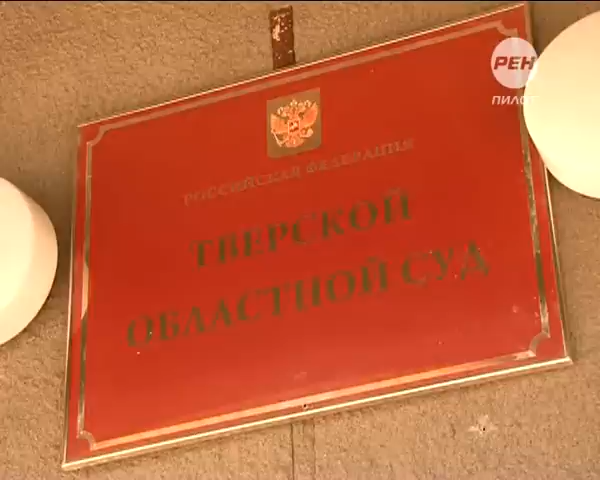 РЕН
ПИЛОТ
РОССИЙСКАЯ ФЕДЕРАЦИЯ
ТВЕРСКОЙ
ОБЛАСТНОЙ СУД